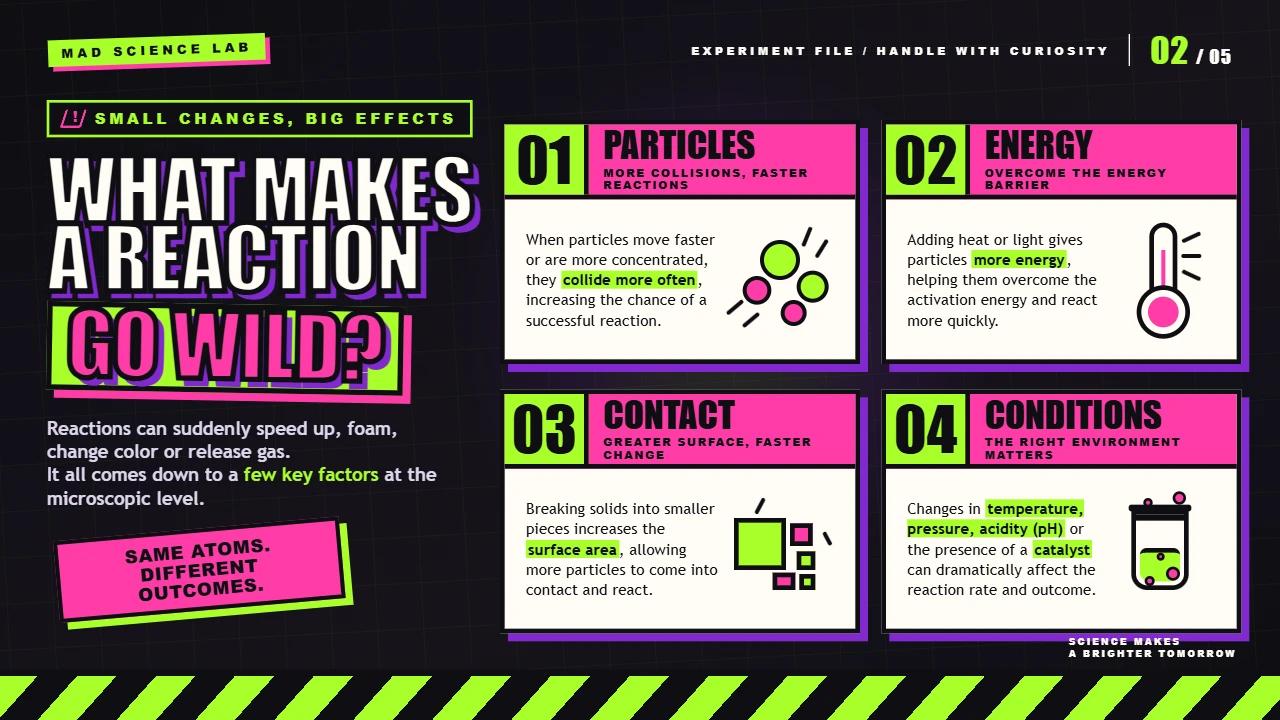 MAD SCIENCE LAB
EXPERIMENT FILE / HANDLE WITH CURIOSITY
02 / 05
! SMALL CHANGES, BIG EFFECTS
WHAT MAKES
A REACTION
GO WILD?
Reactions can suddenly speed up, foam,
change color or release gas.
It all comes down to a few key factors at the
microscopic level.
SAME ATOMS.
DIFFERENT
OUTCOMES.
01
PARTICLES
MORE COLLISIONS, FASTER
REACTIONS
When particles move faster
or are more concentrated,
they collide more often,
increasing the chance of a
successful reaction.
02
ENERGY
OVERCOME THE ENERGY
BARRIER
Adding heat or light gives
particles more energy,
helping them overcome the
activation energy and react
more quickly.
03
CONTACT
GREATER SURFACE, FASTER
CHANGE
Breaking solids into smaller
pieces increases the
surface area, allowing
more particles to come into
contact and react.
04
CONDITIONS
THE RIGHT ENVIRONMENT
MATTERS
Changes in temperature,
pressure, acidity (pH) or
the presence of a catalyst
can dramatically affect the
reaction rate and outcome.
SCIENCE MAKES
A BRIGHTER TOMORROW